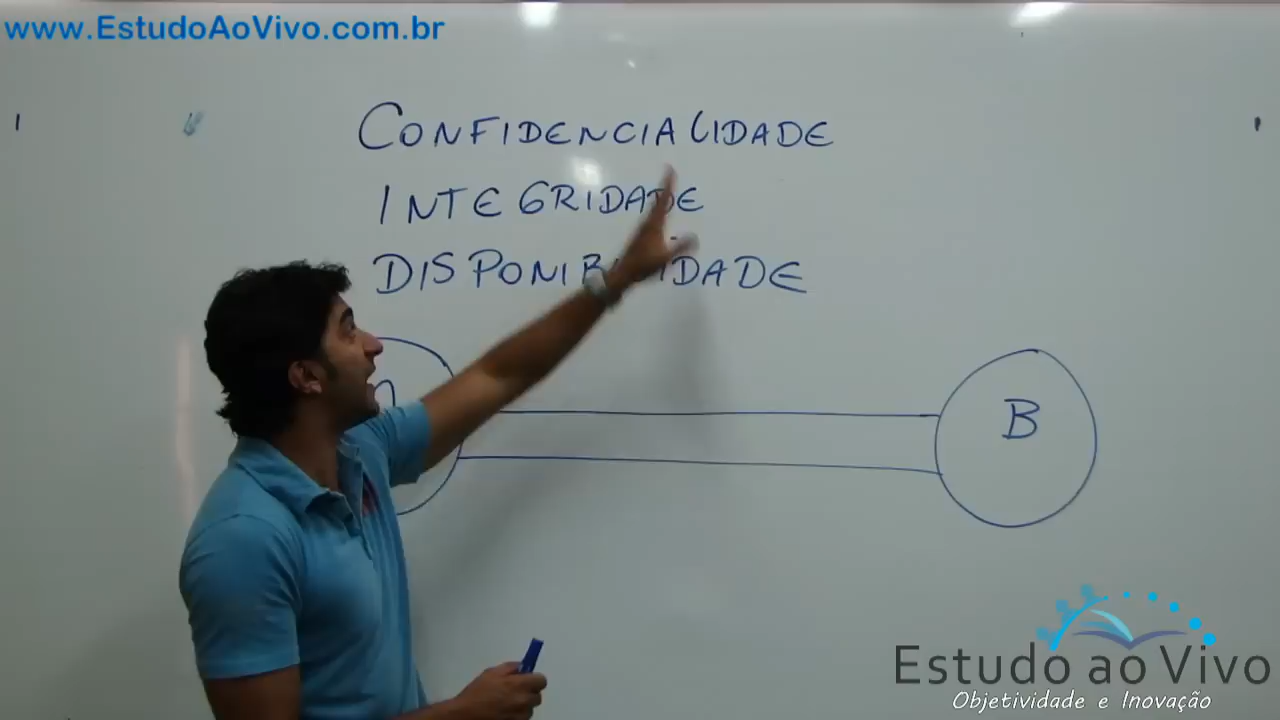 www.EstudoAoVivo.com.br
CONFIDENCIALIDADE
INTEGRIDADE
DISPONIBILIDADE
B
Estudo ao Vivo
Objetividade e Inovação